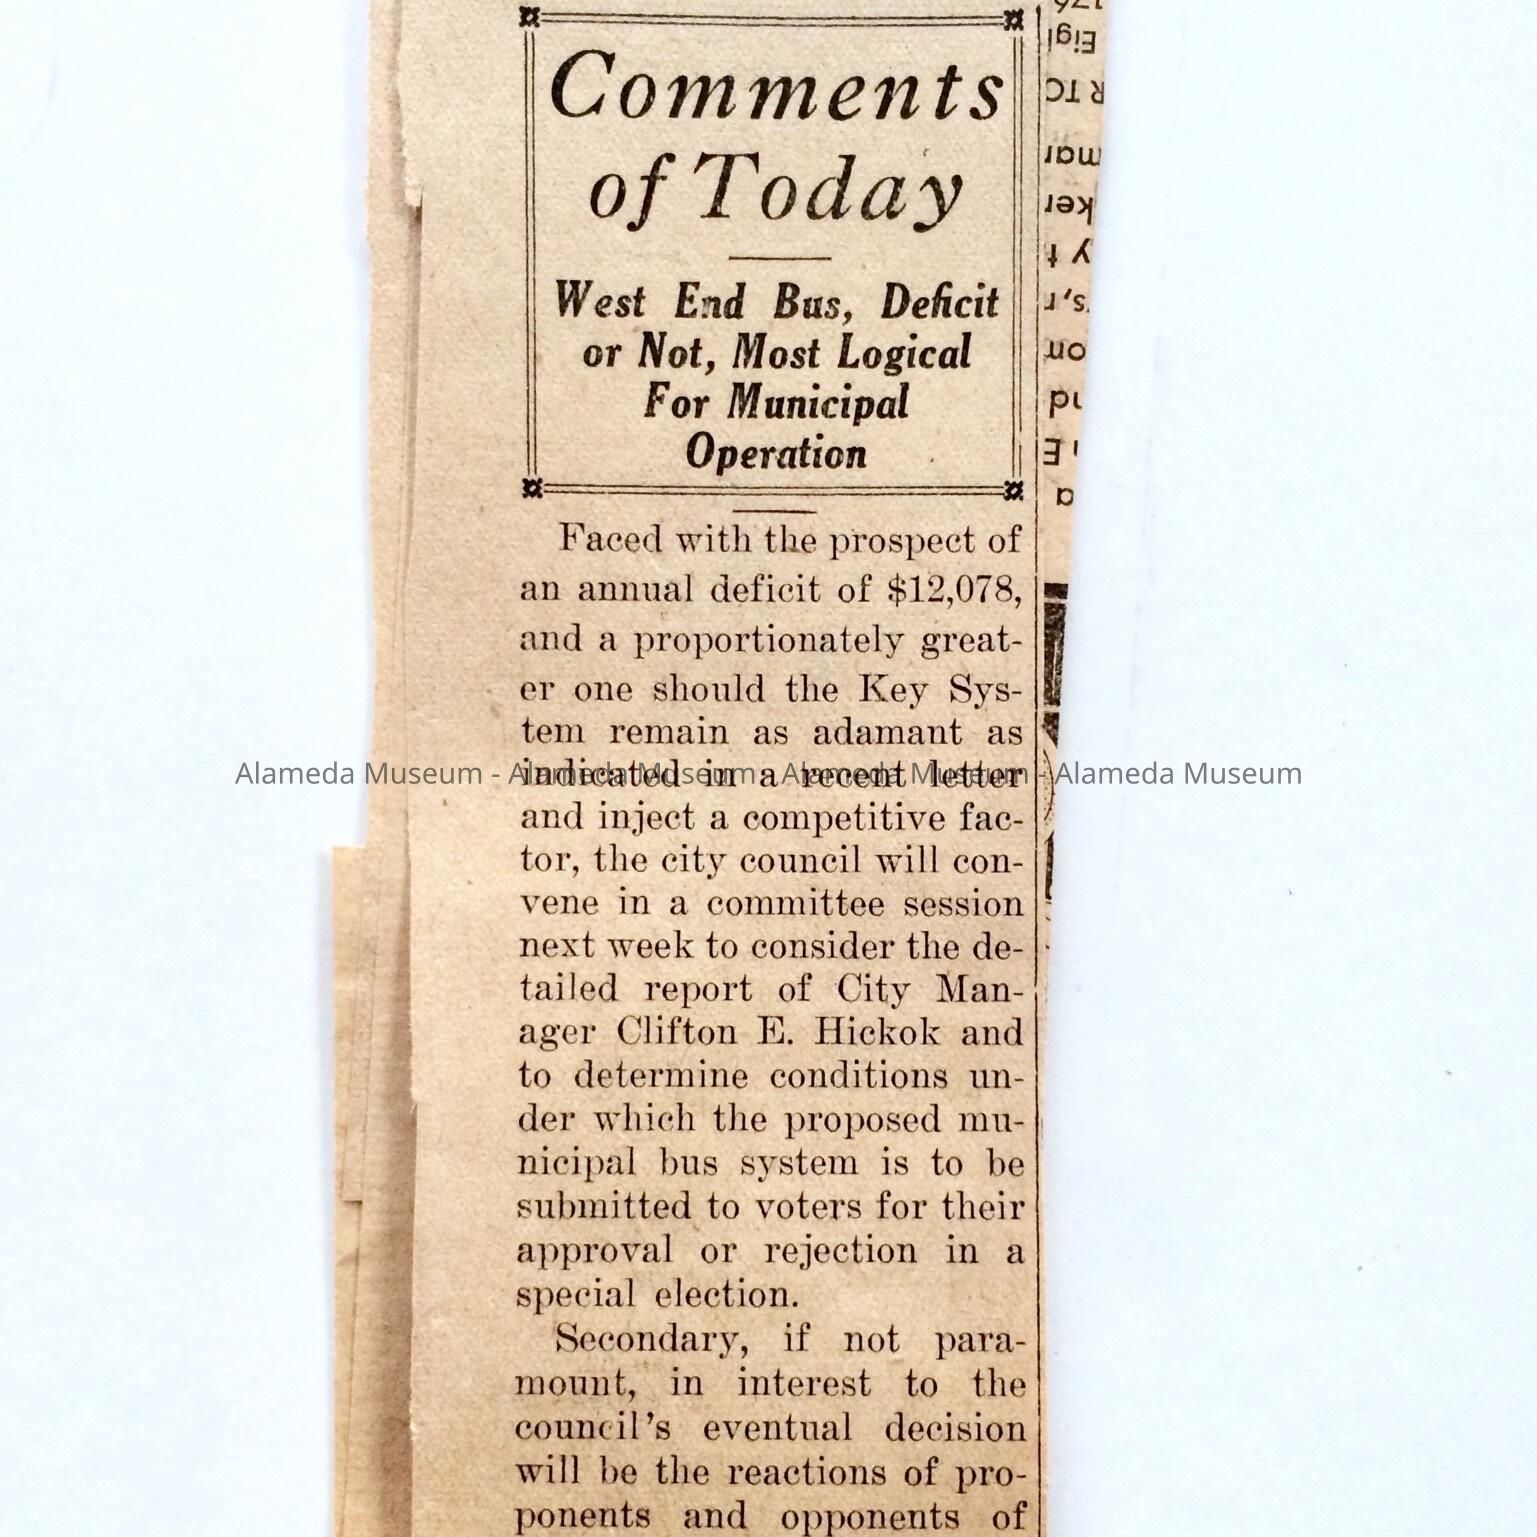 Comments
of Today
West End Bus, Deficit
or Not, Most Logical
For Municipal
Operation
Faced with the prospect of
an annual deficit of $12,078,
and a proportionately great-
er one should the Key Sys-
tem remain as adamant as
indicated in a recent letter
and inject a competitive fac-
tor, the city council will con-
vene in a committee session
next week to consider the de-
tailed report of City Man-
ager Clifton E. Hickok and
to determine conditions un-
der which the proposed mu-
nicipal bus system is to be
submitted to voters for their
approval or rejection in a
special election.
Secondary, if not para-
mount, in interest to the
council's eventual decision
will be the reactions of pro-
ponents and opponents of
Alameda Museum - Alameda Museum - Alameda Museum - Alameda Museum